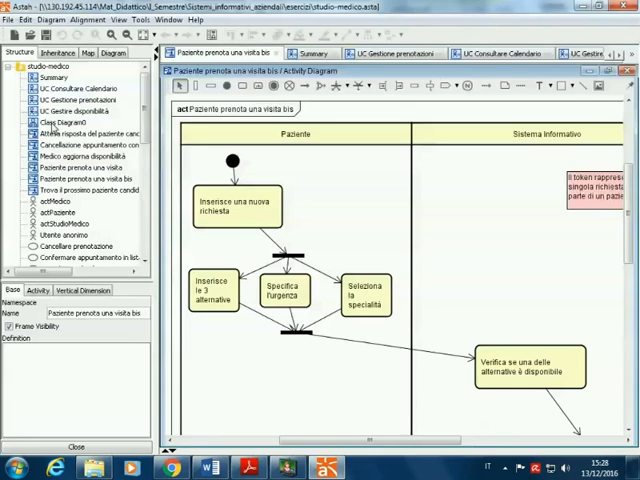 Astah - [\\130.192.45.114\Mat_Didattico\I_Semestre\Sistemi_informativi_aziendali\esercizi\studio-medico.asta]
File Edit Diagram Alignment View Tools Window Help
Structure Inheritance Map Diagram
studio-medico
Summary
UC Consultare Calendario
UC Gestione prenotazioni
UC Gestire disponibilità
Class Diagram0
Attesa risposta del paziente canc
Cancellazione appuntamento con
Medico aggiorna disponibilità
Paziente prenota una visita
Paziente prenota una visita bis
Trova il prossimo paziente candid
actMedico
actPaziente
actStudioMedico
Utente anonimo
Cancellare prenotazione
Confermare appuntamento in list
Base Activity Vertical Dimension
Namespace
Name Paziente prenota una visita bis
Frame Visibility
Definition
Close
Paziente prenota una visita bis Summary UC Gestione prenotazioni UC Consultare Calendario UC Gestire
Paziente prenota una visita bis / Activity Diagram
act Paziente prenota una visita bis
Paziente
Sistema Informativo
Inserisce una nuova
richiesta
Il token rapprese
singola richiesta
parte di un pazie
Inserisce
le 3
alternative
Specifica
l'urgenza
Seleziona
la
specialità
Verifica se una delle
alternative è disponibile
IT
15:28
13/12/2016